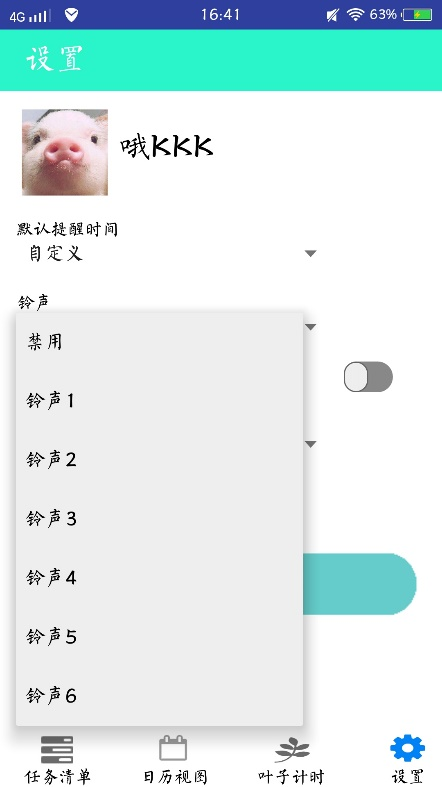 4G 16:41 63%
设置
哦KKK
默认提醒时间
自定义
铃声
禁用
铃声1
铃声2
铃声3
铃声4
铃声5
铃声6
任务清单 日历视图 叶子计时 设置